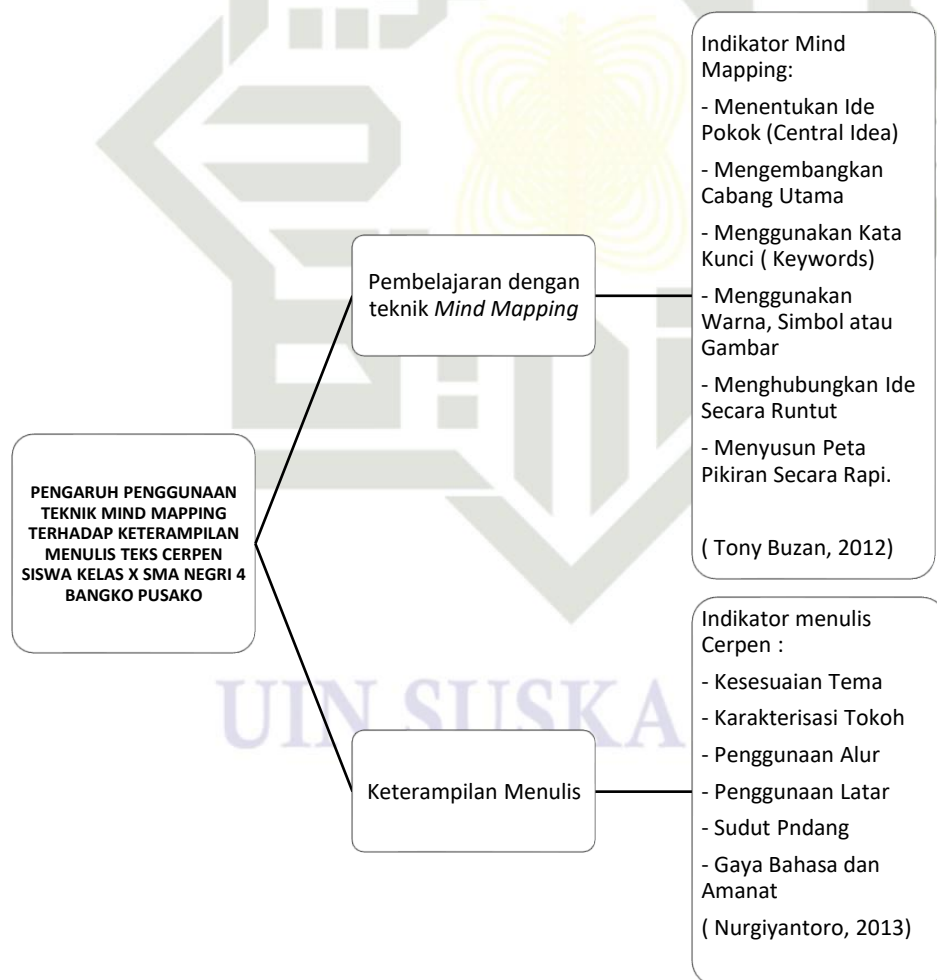 PENGARUH PENGGUNAAN
TEKNIK MIND MAPPING
TERHADAP KETERAMPILAN
MENULIS TEKS CERPEN
SISWA KELAS X SMA NEGRI 4
BANGKO PUSAKO
Pembelajaran dengan
teknik Mind Mapping
Indikator Mind
Mapping:
- Menentukan Ide
Pokok (Central Idea)
- Mengembangkan
Cabang Utama
- Menggunakan Kata
Kunci ( Keywords)
- Menggunakan
Warna, Simbol atau
Gambar
- Menghubungkan Ide
Secara Runtut
- Menyusun Peta
Pikiran Secara Rapi.
( Tony Buzan, 2012)
Keterampilan Menulis
Indikator menulis
Cerpen :
- Kesesuaian Tema
- Karakterisasi Tokoh
- Penggunaan Alur
- Penggunaan Latar
- Sudut Pndang
- Gaya Bahasa dan
Amanat
( Nurgiyantoro, 2013)
UIN SUSKA